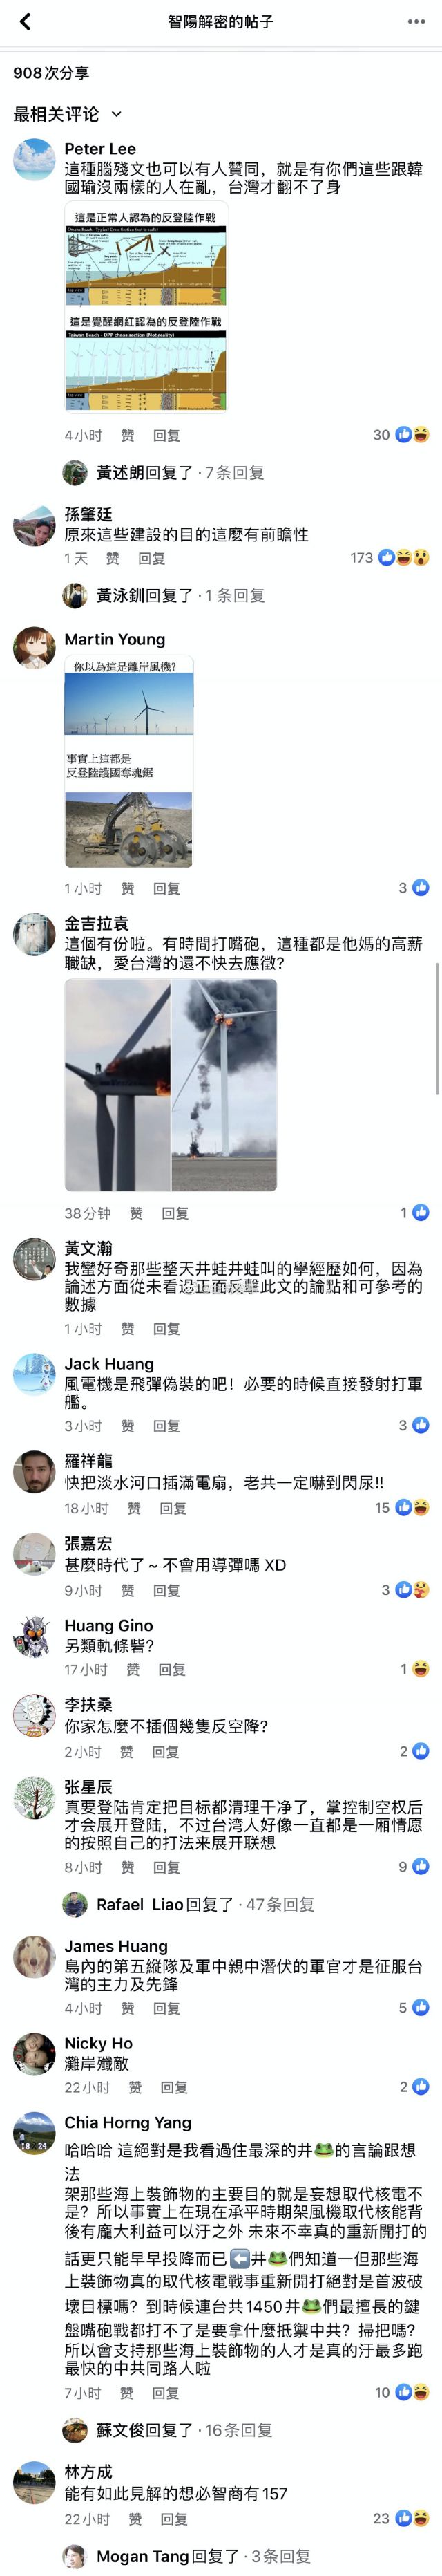 智陽解密的帖子
908次分享
最相关评论
Peter Lee
這種腦殘文也可以有人贊同，就是有你們這些跟韓
國瑜沒兩樣的人在亂，台灣才翻不了身
這是正常人認為的反登陸作戰
這是覺醒網紅認為的反登陸作戰
4小时 赞 回复 30
黃述朗回复了 · 7条回复
孫肇廷
原來這些建設的目的這麼有前瞻性
1天 赞 回复 173
黃泳釧回复了 · 1条回复
Martin Young
你以為這是離岸風機?
事實上這都是
反登陸護國奪魂鋸
1小时 赞 回复 3
金吉拉袁
這個有份啦。有時間打嘴砲，這種都是他媽的高薪
職缺，愛台灣的還不快去應徵?
38分钟 赞 回复 1
黃文瀚
我蠻好奇那些整天井蛙井蛙叫的學經歷如何，因為
論述方面從未看過正面反駁此文的論點和可參考的
數據
1小时 赞 回复
Jack Huang
風電機是飛彈偽裝的吧！必要的時候直接發射打軍
艦。
3小时 赞 回复 3
羅祥龍
快把淡水河口插滿電扇，老共一定嚇到閃尿!!
18小时 赞 回复 15
張嘉宏
甚麼時代了~不會用導彈嗎 XD
9小时 赞 回复 3
Huang Gino
另類軌條砦?
17小时 赞 回复 1
李扶桑
你家怎麼不插個幾隻反空降?
2小时 赞 回复 2
张星辰
真要登陆肯定把目标都清理干净了，掌控制空权后
才会展开登陆，不过台湾人好像一直都是一厢情愿
的按照自己的打法来展开联想
8小时 赞 回复 9
Rafael Liao回复了 · 47条回复
James Huang
島內的第五縱隊及軍中親中潛伏的軍官才是征服台
灣的主力及先鋒
4小时 赞 回复 5
Nicky Ho
灘岸殲敵
22小时 赞 回复 2
Chia Horng Yang
哈哈哈 這絕對是我看過住最深的井🐸的言論跟想
法
架那些海上裝飾物的主要目的就是妄想取代核電不
是？所以事實上在現在承平時期架風機取代核能背
後有龐大利益可以汙之外 未來不幸真的重新開打的
話更只能早早投降而已⬅️井🐸們知道一但那些海
上裝飾物真的取代核電戰事重新開打絕對是首波破
壞目標嗎？到時候連台共1450井🐸們最擅長的鍵
盤嘴砲戰都打不了是要拿什麼抵禦中共？掃把嗎？
所以會支持那些海上裝飾物的人才是真的汙最多跑
最快的中共同路人啦
7小时 赞 回复 10
蘇文俊回复了 · 16条回复
林方成
能有如此見解的想必智商有157
22小时 赞 回复 23
Mogan Tang回复了 · 3条回复